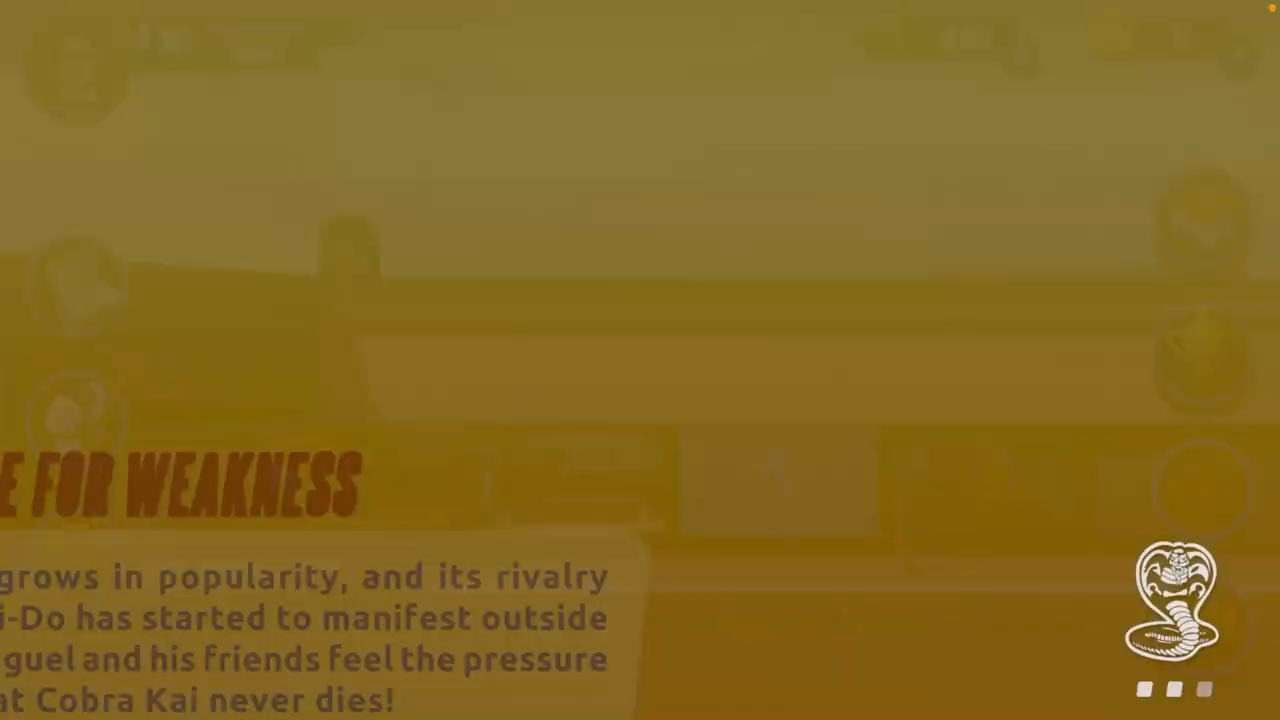 E FOR WEAKNESS
grows in popularity, and its rivalry
i-Do has started to manifest outside
guel and his friends feel the pressure
at Cobra Kai never dies!